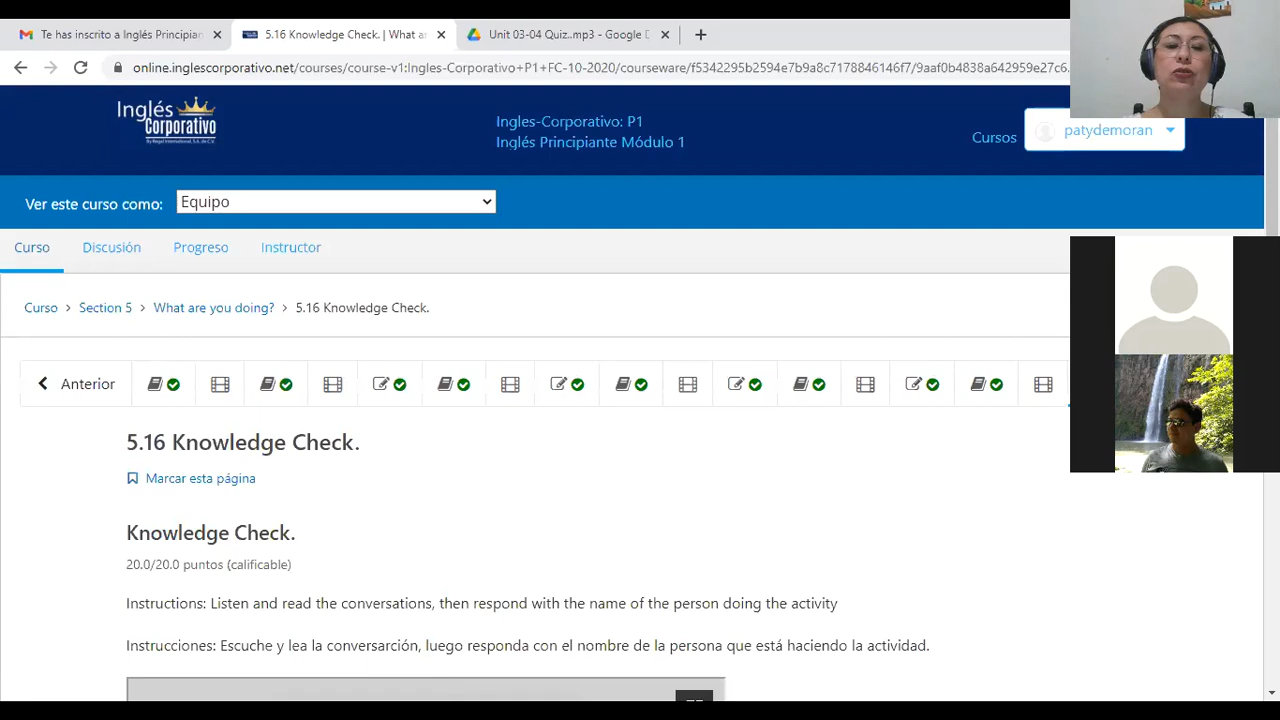 Te has inscrito a Inglés Principian
5.16 Knowledge Check. | What ar
Unit 03-04 Quiz..mp3 - Google D
online.inglescorporativo.net/courses/course-v1:Ingles-Corporativo+P1+FC-10-2020/courseware/f5342295b2594e7b9a8c7178846146f7/9aaf0b4838a642959e27c6.
Inglés
Corporativo
By Regal International, S.A. de C.V.
Ingles-Corporativo: P1
Inglés Principiante Módulo 1
Cursos
patydemoran
Ver este curso como:
Equipo
Curso
Discusión
Progreso
Instructor
Curso > Section 5 > What are you doing? > 5.16 Knowledge Check.
Anterior
5.16 Knowledge Check.
Marcar esta página
Knowledge Check.
20.0/20.0 puntos (calificable)
Instructions: Listen and read the conversations, then respond with the name of the person doing the activity
Instrucciones: Escuche y lea la conversarción, luego responda con el nombre de la persona que está haciendo la actividad.